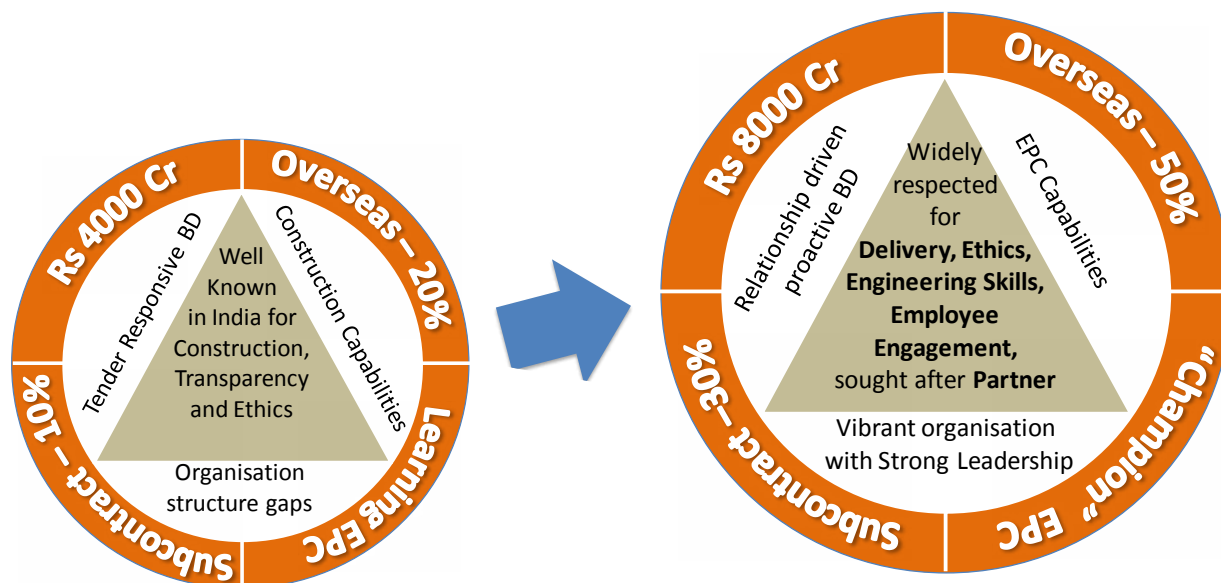 Rs 4000 Cr
Overseas – 20%
Learning EPC
Subcontract – 10%
Tender Responsive BD
Construction Capabilities
Organisation
structure gaps
Well
Known
in India for
Construction,
Transparency
and Ethics
Rs 8000 Cr
Overseas – 50%
“Champion” EPC
Subcontract –30%
Relationship driven
proactive BD
EPC Capabilities
Vibrant organisation
with Strong Leadership
Widely
respected
for
Delivery, Ethics,
Engineering Skills,
Employee
Engagement,
sought after Partner